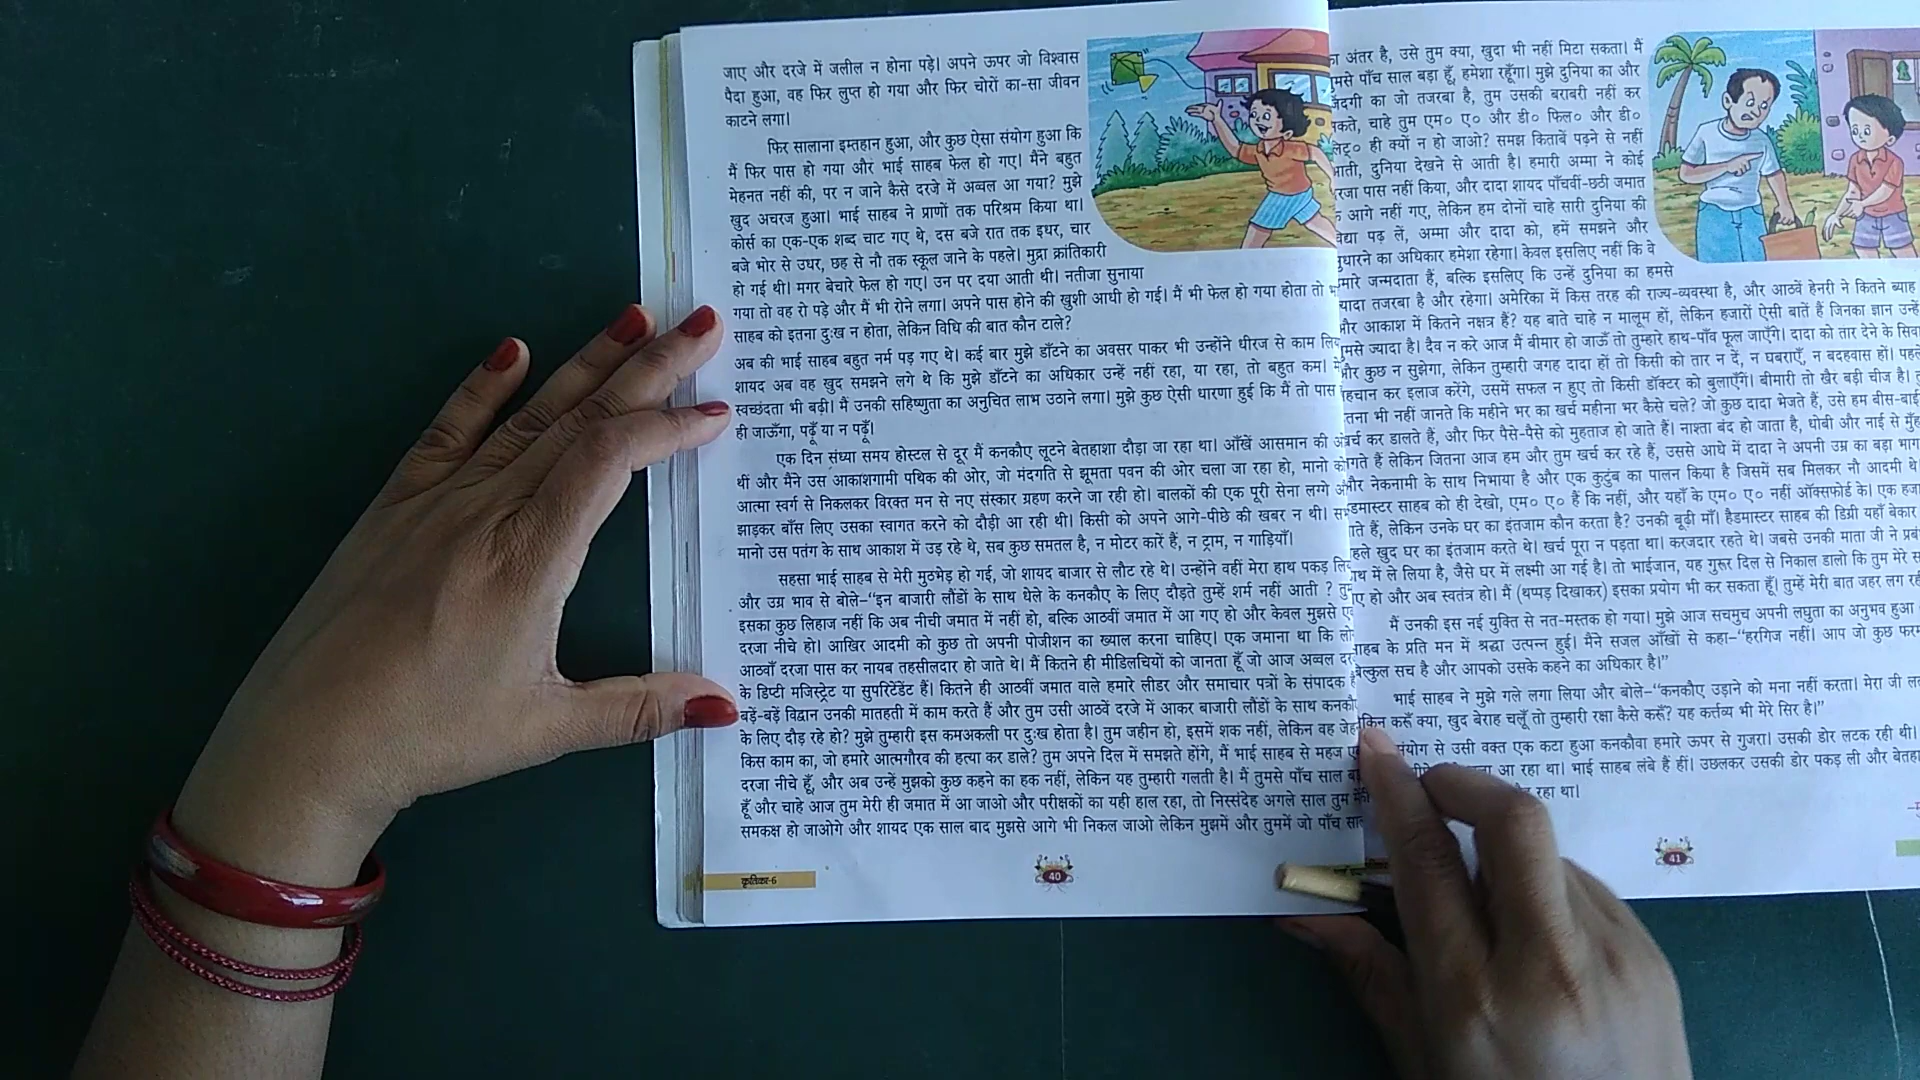 जाए और दरजे में जलील न होना पड़े। अपने ऊपर जो विश्वास
पैदा हुआ, वह फिर लुप्त हो गया और फिर चोरों का-सा जीवन
काटने लगा।
फिर सालाना इम्तहान हुआ, और कुछ ऐसा संयोग हुआ कि
मैं फिर पास हो गया और भाई साहब फेल हो गए। मैंने बहुत
मेहनत नहीं की, पर न जाने कैसे दरजे में अव्वल आ गया? मुझे
खुद अचरज हुआ। भाई साहब ने प्राणों तक परिश्रम किया था।
कोर्स का एक-एक शब्द चाट गए थे, दस बजे रात तक इधर, चार
बजे भोर से उधर, छह से नौ तक स्कूल जाने के पहले। मुद्रा क्रांतिकारी
हो गई थी। मगर बेचारे फेल हो गए। उन पर दया आती थी। नतीजा सुनाया
गया तो वह रो पड़े और मैं भी रोने लगा। अपने पास होने की खुशी आधी हो गई। मैं भी फेल हो गया होता तो
साहब को इतना दुःख न होता, लेकिन विधि की बात कौन टाले?
अब की भाई साहब बहुत नर्म पड़ गए थे। कई बार मुझे डाँटने का अवसर पाकर भी उन्होंने धीरज से काम
शायद अब वह खुद समझने लगे थे कि मुझे डाँटने का अधिकार उन्हें नहीं रहा, या रहा, तो बहुत कम।
स्वच्छंदता भी बढ़ी। मैं उनकी सहिष्णुता का अनुचित लाभ उठाने लगा। मुझे कुछ ऐसी धारणा हुई कि मैं तो पास
ही जाऊँगा, पढ़ूँ या न पढ़ूँ।
एक दिन संध्या समय होस्टल से दूर मैं कनकौए लूटने बेतहाशा दौड़ा जा रहा था। आँखें आसमान की
थीं और मैंने उस आकाशगामी पथिक की ओर, जो मंदगति से झूमता पवन की ओर चला जा रहा हो, मानो
आत्मा स्वर्ग से निकलकर विरक्त मन से नए संस्कार ग्रहण करने जा रही हो। बालकों की एक पूरी सेना लग्गे
झाड़कर बाँस लिए उसका स्वागत करने को दौड़ी आ रही थी। किसी को अपने आगे-पीछे की खबर न थी।
मानो उस पतंग के साथ आकाश में उड़ रहे थे, सब कुछ समतल है, न मोटर कारें हैं, न ट्राम, न गाड़ियाँ।
सहसा भाई साहब से मेरी मुठभेड़ हो गई, जो शायद बाजार से लौट रहे थे। उन्होंने वहीं मेरा हाथ पकड़
और उग्र भाव से बोले–“इन बाजारी लौंडों के साथ धेले के कनकौए के लिए दौड़ते तुम्हें शर्म नहीं आती ?
इसका कुछ लिहाज नहीं कि अब नीची जमात में नहीं हो, बल्कि आठवीं जमात में आ गए हो और केवल मुझसे
दरजा नीचे हो। आखिर आदमी को कुछ तो अपनी पोजीशन का ख्याल करना चाहिए। एक जमाना था कि
आठवाँ दरजा पास कर नायब तहसीलदार हो जाते थे। मैं कितने ही मीडिलचियों को जानता हूँ जो आज अव्वल
के डिप्टी मजिस्ट्रेट या सुपरिंटेंडेंट हैं। कितने ही आठवीं जमात वाले हमारे लीडर और समाचार पत्रों के संपादक
बड़ें-बड़ें विद्वान उनकी मातहती में काम करते हैं और तुम उसी आठवें दरजे में आकर बाजारी लौंडों के साथ
के लिए दौड़ रहे हो? मुझे तुम्हारी इस कमअकली पर दुःख होता है। तुम जहीन हो, इसमें शक नहीं, लेकिन वह
किस काम का, जो हमारे आत्मगौरव की हत्या कर डाले? तुम अपने दिल में समझते होंगे, मैं भाई साहब से महज
दरजा नीचे हूँ, और अब उन्हें मुझको कुछ कहने का हक नहीं, लेकिन यह तुम्हारी गलती है। मैं तुमसे पाँच साल
हूँ और चाहे आज तुम मेरी ही जमात में आ जाओ और परीक्षकों का यही हाल रहा, तो निस्संदेह अगले साल तुम
समकक्ष हो जाओगे और शायद एक साल बाद मुझसे आगे भी निकल जाओ लेकिन मुझमें और तुममें जो पाँच
कृतिका-6
40
अंतर है, उसे तुम क्या, खुदा भी नहीं मिटा सकता। मैं
पाँच साल बड़ा हूँ, हमेशा रहूँगा। मुझे दुनिया का और
का जो तजरबा है, तुम उसकी बराबरी नहीं कर
चाहे तुम एम० ए० और डी० फिल० और डी०
ही क्यों न हो जाओ? समझ किताबें पढ़ने से नहीं
दुनिया देखने से आती है। हमारी अम्मा ने कोई
पास नहीं किया, और दादा शायद पाँचवीं-छठी जमात
आगे नहीं गए, लेकिन हम दोनों चाहे सारी दुनिया की
पढ़ लें, अम्मा और दादा को, हमें समझने और
का अधिकार हमेशा रहेगा। केवल इसलिए नहीं कि वे
जन्मदाता हैं, बल्कि इसलिए कि उन्हें दुनिया का हमसे
तजरबा है और रहेगा। अमेरिका में किस तरह की राज्य-व्यवस्था है, और आठवें हेनरी ने कितने ब्याह
और आकाश में कितने नक्षत्र हैं? यह बाते चाहे न मालूम हों, लेकिन हजारों ऐसी बातें हैं जिनका ज्ञान उन्हें
ज्यादा है। दैव न करे आज मैं बीमार हो जाऊँ तो तुम्हारे हाथ-पाँव फूल जाएँगे। दादा को तार देने के
और कुछ न सुझेगा, लेकिन तुम्हारी जगह दादा हों तो किसी को तार न दें, न घबराएँ, न बदहवास हों।
कर इलाज करेंगे, उसमें सफल न हुए तो किसी डॉक्टर को बुलाएँगे। बीमारी तो खैर बड़ी चीज है।
भी नहीं जानते कि महीने भर का खर्च महीना भर कैसे चले? जो कुछ दादा भेजते हैं, उसे हम
कर डालते हैं, और फिर पैसे-पैसे को मुहताज हो जाते हैं। नाश्ता बंद हो जाता है, धोबी और नाई से
हैं लेकिन जितना आज हम और तुम खर्च कर रहे हैं, उससे आधे में दादा ने अपनी उम्र का बड़ा भाग
और नेकनामी के साथ निभाया है और एक कुटुंब का पालन किया है जिसमें सब मिलकर नौ आदमी थे।
साहब को ही देखो, एम० ए० हैं कि नहीं, और यहाँ के एम० ए० नहीं ऑक्सफोर्ड के। एक
हैं, लेकिन उनके घर का इंतजाम कौन करता है? उनकी बूढ़ी माँ। हैडमास्टर साहब की डिग्री यहाँ बेकार
खुद घर का इंतजाम करते थे। खर्च पूरा न पड़ता था। करजदार रहते थे। जबसे उनकी माता जी ने
में ले लिया है, जैसे घर में लक्ष्मी आ गई है। तो भाईजान, यह गुरूर दिल से निकाल डालो कि तुम मेरे
हो और अब स्वतंत्र हो। मैं (थप्पड़ दिखाकर) इसका प्रयोग भी कर सकता हूँ। तुम्हें मेरी बात जहर लग
मैं उनकी इस नई युक्ति से नत-मस्तक हो गया। मुझे आज सचमुच अपनी लघुता का अनुभव हुआ
के प्रति मन में श्रद्धा उत्पन्न हुई। मैंने सजल आँखों से कहा–“हरगिज नहीं। आप जो कुछ
सच है और आपको उसके कहने का अधिकार है।”
भाई साहब ने मुझे गले लगा लिया और बोले–“कनकौए उड़ाने को मना नहीं करता। मेरा जी
करूँ क्या, खुद बेराह चलूँ तो तुम्हारी रक्षा कैसे करूँ? यह कर्त्तव्य भी मेरे सिर है।”
संयोग से उसी वक्त एक कटा हुआ कनकौवा हमारे ऊपर से गुजरा। उसकी डोर लटक रही थी।
आ रहा था। भाई साहब लंबे हैं हीं। उछलकर उसकी डोर पकड़ ली और
रहा था।
41